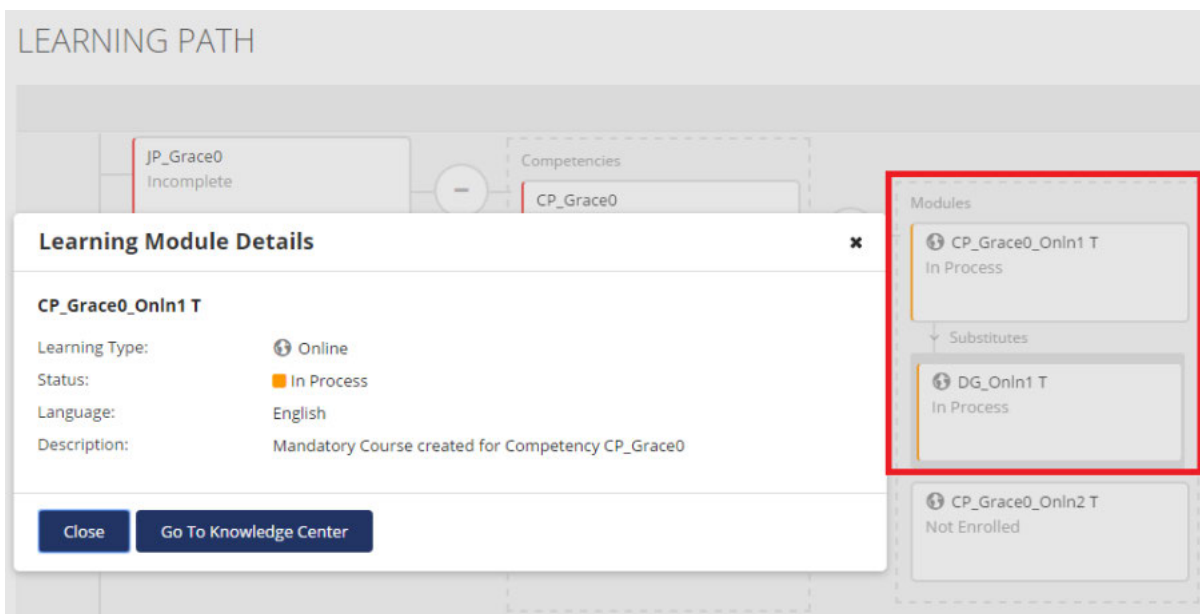 LEARNING PATH
JP_Grace0
Incomplete
Competencies
CP_Grace0
Modules
CP_Grace0_Onln1 T
In Process
Substitutes
DG_Onln1 T
In Process
CP_Grace0_Onln2 T
Not Enrolled
Learning Module Details
CP_Grace0_Onln1 T
Learning Type: Online
Status: In Process
Language: English
Description: Mandatory Course created for Competency CP_Grace0
Close Go To Knowledge Center